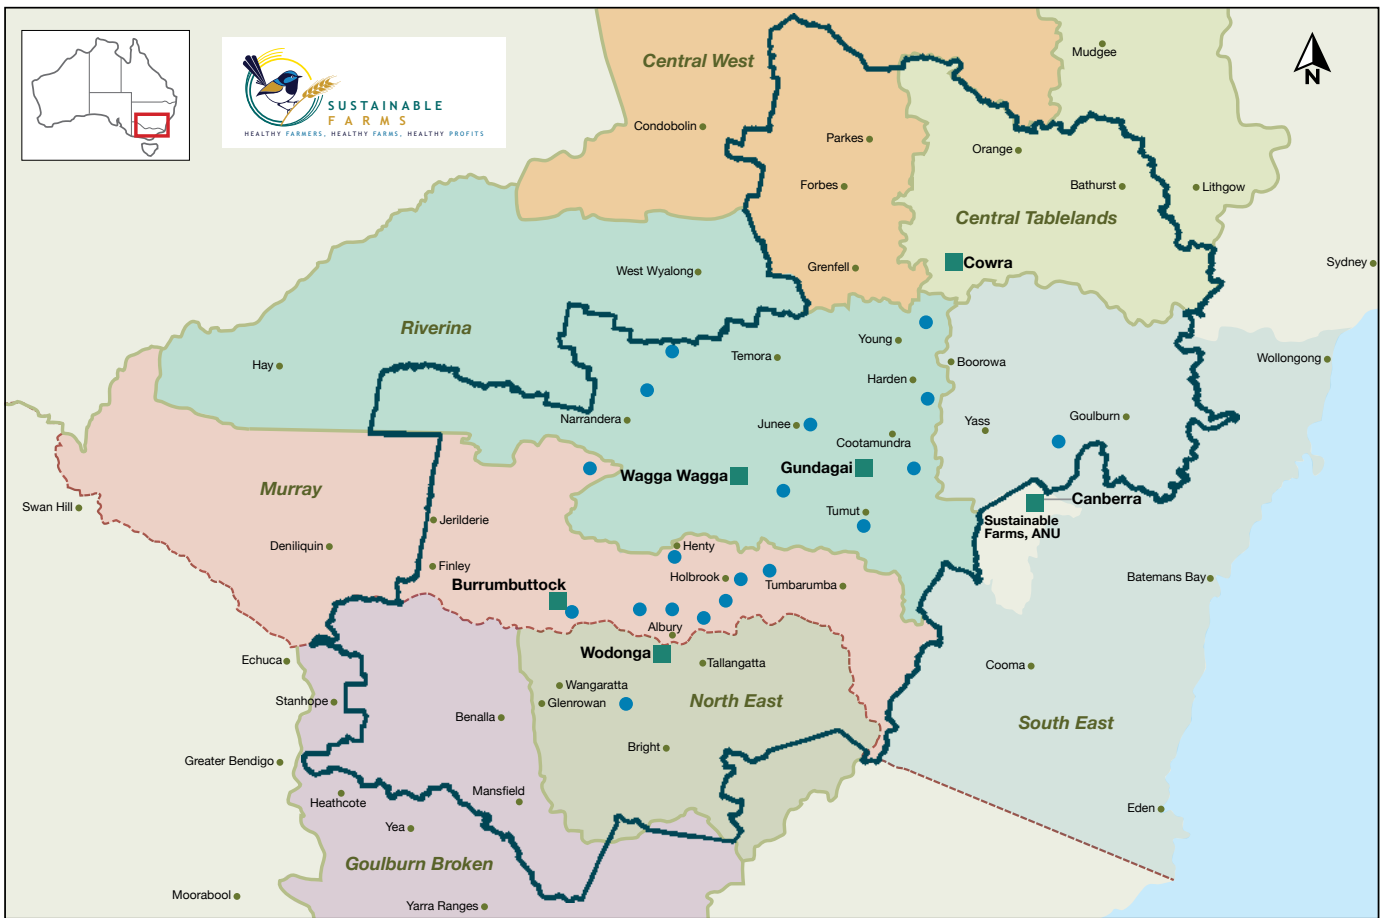 SUSTAINABLE
FARMS
HEALTHY FARMERS, HEALTHY FARMS, HEALTHY PROFITS
N
Central West
Mudgee
Condobolin
Parkes
Orange
Forbes
Bathurst
Lithgow
Central Tablelands
Cowra
Sydney
Grenfell
West Wyalong
Riverina
Young
Temora
Boorowa
Wollongong
Hay
Harden
Narrandera
Junee
Cootamundra
Yass
Goulburn
Wagga Wagga
Gundagai
Murray
Canberra
Swan Hill
Tumut
Sustainable
Farms, ANU
Jerilderie
Deniliquin
Henty
Finley
Holbrook
Tumbarumba
Batemans Bay
Burrumbuttock
Albury
Wodonga
Echuca
Tallangatta
Cooma
Wangaratta
Stanhope
Glenrowan
North East
Benalla
South East
Bright
Greater Bendigo
Mansfield
Heathcote
Eden
Yea
Goulburn Broken
Moorabool
Yarra Ranges